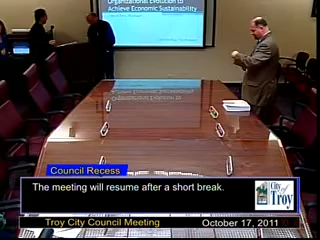 Organizational Evolution to
Achieve Economic Sustainability
Council Recess
The meeting will resume after a short break.
City of
Troy
Troy City Council Meeting
October 17, 2011